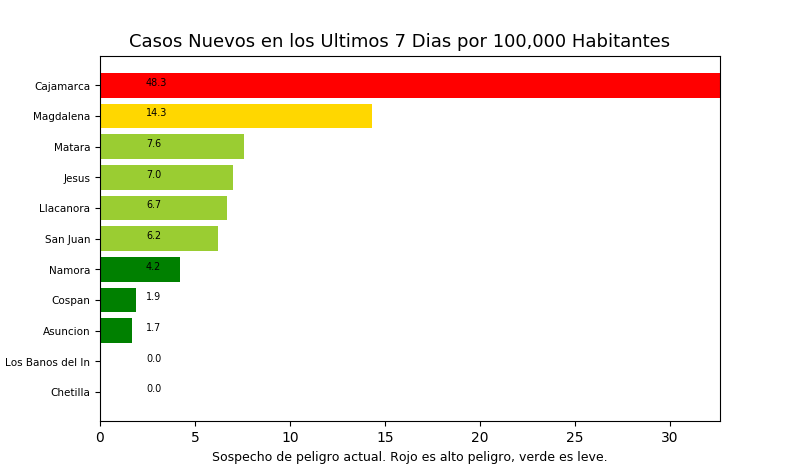 Casos Nuevos en los Ultimos 7 Dias por 100,000 Habitantes
Cajamarca 48.3
Magdalena 14.3
Matara 7.6
Jesus 7.0
Llacanora 6.7
San Juan 6.2
Namora 4.2
Cospan 1.9
Asuncion 1.7
Los Banos del In 0.0
Chetilla 0.0
0 5 10 15 20 25 30
Sospecho de peligro actual. Rojo es alto peligro, verde es leve.